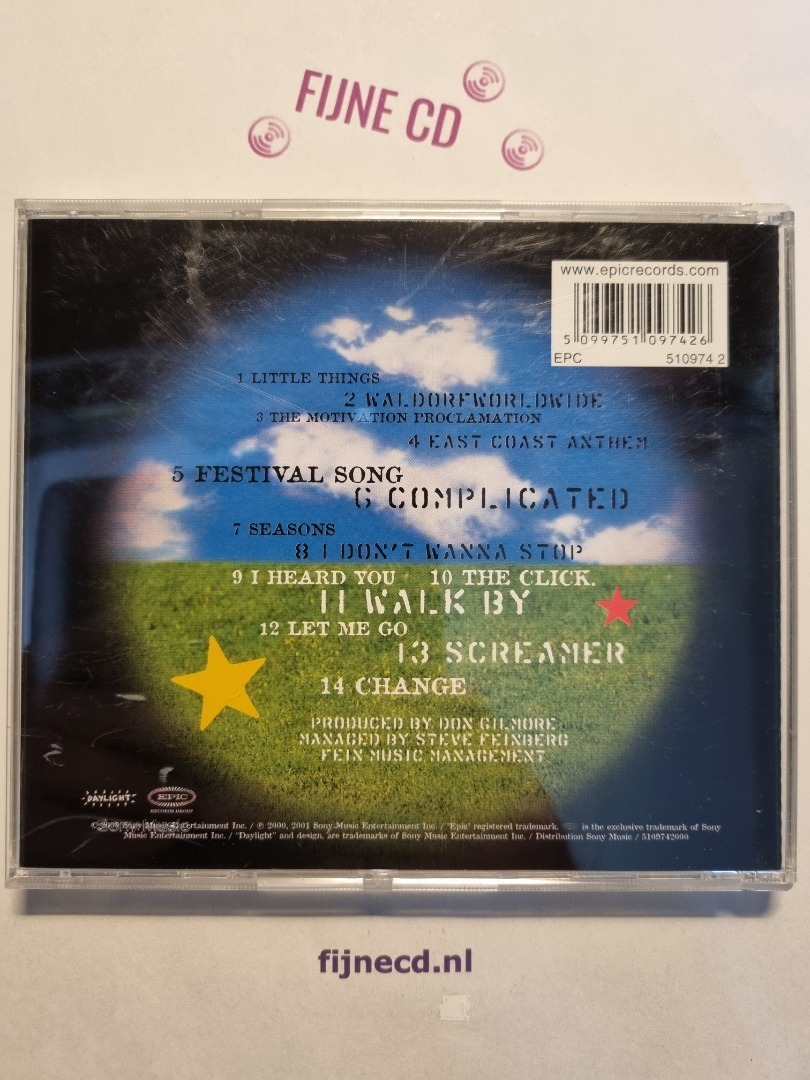 FIJNE CD
www.epicrecords.com
5 099751 097426
EPC 510974 2
1 LITTLE THINGS
2 WALDORFWORLDWIDE
3 THE MOTIVATION PROCLAMATION
4 EAST COAST ANTHEM
5 FESTIVAL SONG
6 COMPLICATED
7 SEASONS
8 I DON'T WANNA STOP
9 I HEARD YOU 10 THE CLICK.
11 WALK BY
12 LET ME GO
13 SCREAMER
14 CHANGE
PRODUCED BY DON GILMORE
MANAGED BY STEVE FEINBERG
FEIN MUSIC MANAGEMENT
DAYLIGHT EPIC
RECORDS GROUP
Music Entertainment Inc. / ℗ 2000, 2001 Sony Music Entertainment Inc. / "Epic" registered trademark. is the exclusive trademark of Sony
Music Entertainment Inc. / "Daylight" and design, are trademarks of Sony Music Entertainment Inc. / Distribution Sony Music / 5109742000
fijnecd.nl